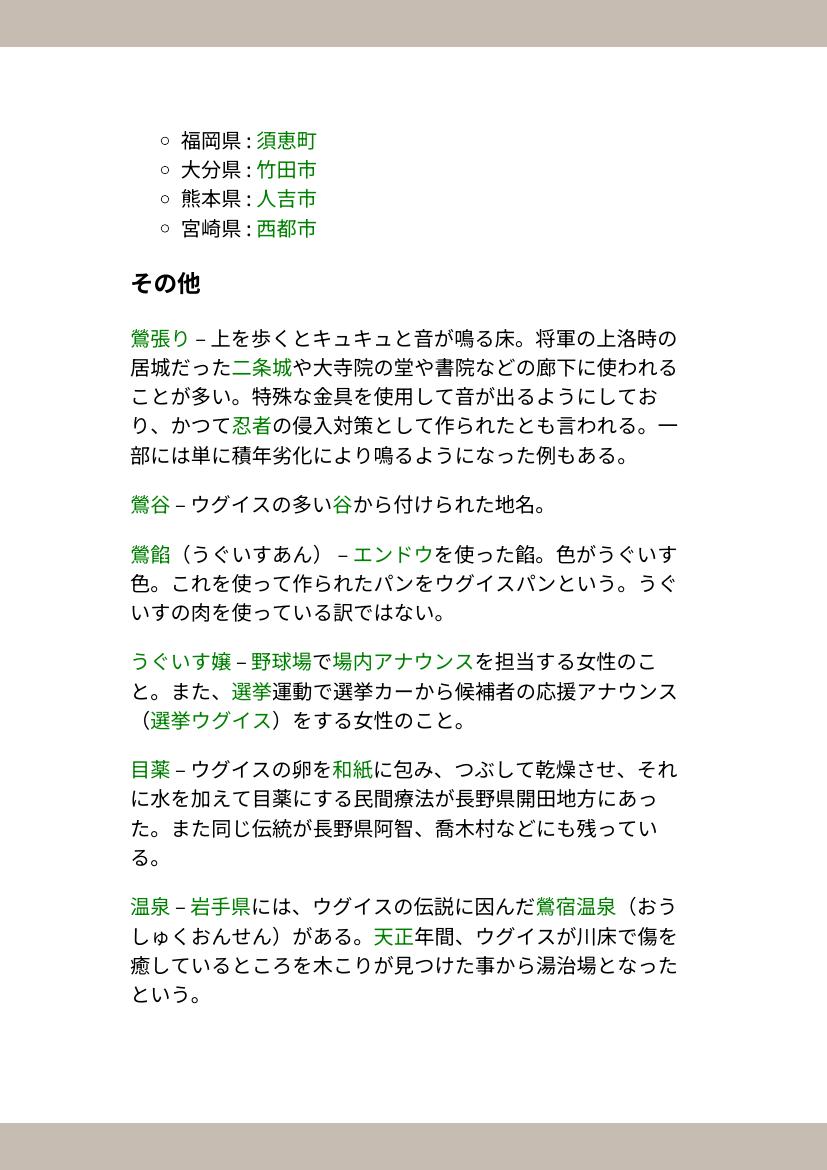 福岡県 : 須恵町
大分県 : 竹田市
熊本県 : 人吉市
宮崎県 : 西都市
その他
鶯張り – 上を歩くとキュキュと音が鳴る床。将軍の上洛時の
居城だった二条城や大寺院の堂や書院などの廊下に使われる
ことが多い。特殊な金具を使用して音が出るようにしてお
り、かつて忍者の侵入対策として作られたとも言われる。一
部には単に積年劣化により鳴るようになった例もある。
鶯谷 – ウグイスの多い谷から付けられた地名。
鶯餡（うぐいすあん） – エンドウを使った餡。色がうぐいす
色。これを使って作られたパンをウグイスパンという。うぐ
いすの肉を使っている訳ではない。
うぐいす嬢 – 野球場で場内アナウンスを担当する女性のこ
と。また、選挙運動で選挙カーから候補者の応援アナウンス
（選挙ウグイス）をする女性のこと。
目薬 – ウグイスの卵を和紙に包み、つぶして乾燥させ、それ
に水を加えて目薬にする民間療法が長野県開田地方にあっ
た。また同じ伝統が長野県阿智、喬木村などにも残ってい
る。
温泉 – 岩手県には、ウグイスの伝説に因んだ鶯宿温泉（おう
しゅくおんせん）がある。天正年間、ウグイスが川床で傷を
癒しているところを木こりが見つけた事から湯治場となった
という。